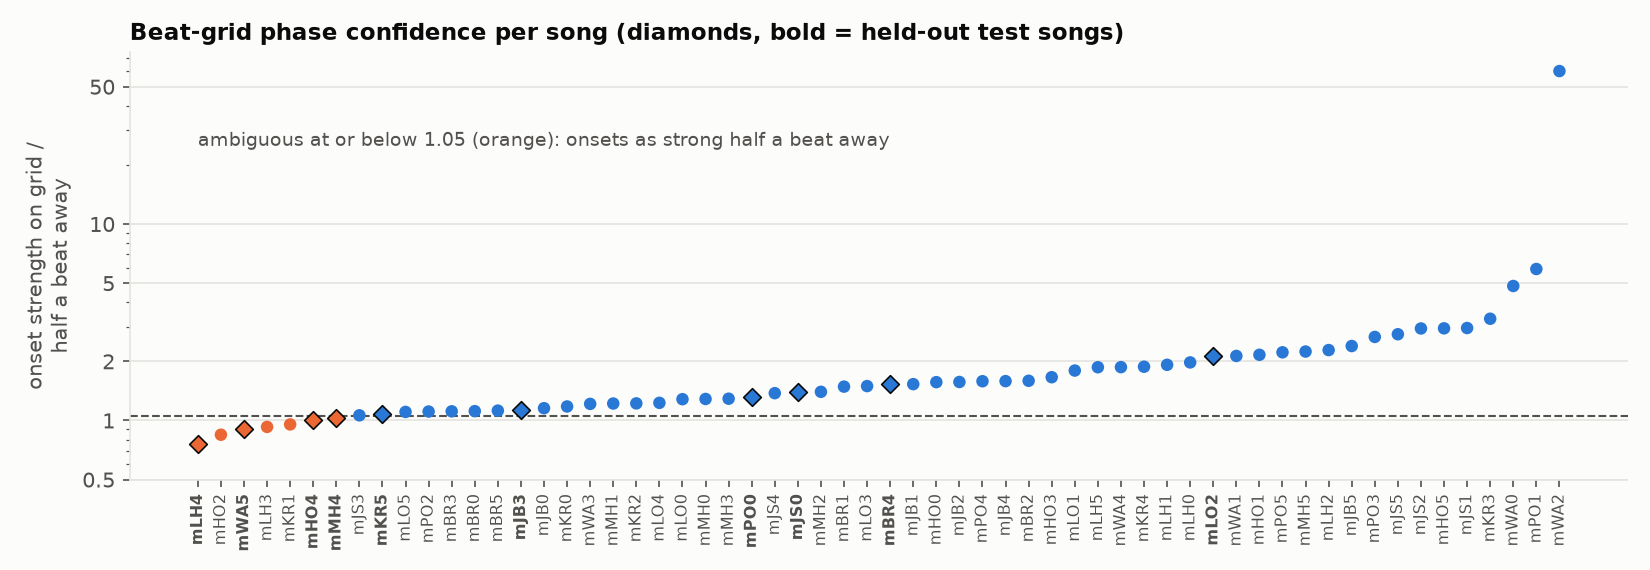 Beat-grid phase confidence per song (diamonds, bold = held-out test songs)
onset strength on grid /
half a beat away
50
10
5
2
1
0.5
ambiguous at or below 1.05 (orange): onsets as strong half a beat away
mLH4
mHO2
mWA5
mLH3
mKR1
mHO4
mMH4
mJS3
mKR5
mLO5
mPO2
mBR3
mBR0
mBR5
mJB3
mJB0
mKR0
mWA3
mMH1
mKR2
mLO4
mLO0
mMH0
mMH3
mPO0
mJS4
mJS0
mMH2
mBR1
mLO3
mBR4
mJB1
mHO0
mJB2
mPO4
mJB4
mBR2
mHO3
mLO1
mLH5
mWA4
mKR4
mLH1
mLH0
mLO2
mWA1
mHO1
mPO5
mMH5
mLH2
mJB5
mPO3
mJS5
mJS2
mHO5
mJS1
mKR3
mWA0
mPO1
mWA2